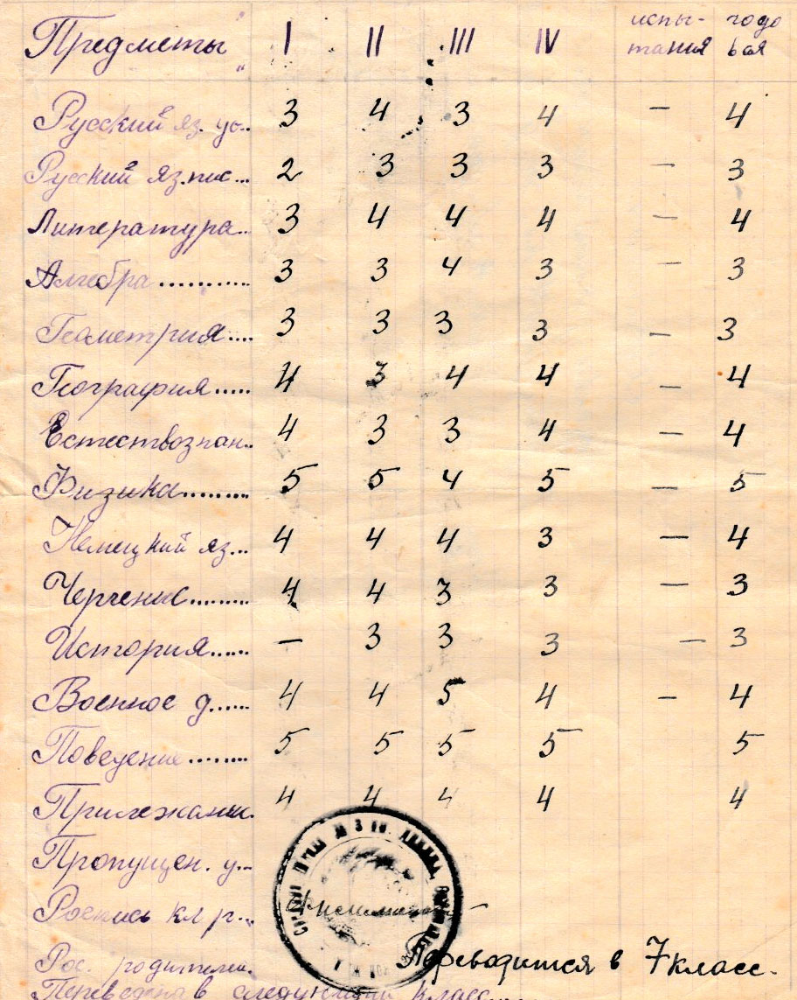 Предметы I II III IV испы- годо
тания вая
Русский яз. ус.. 3 4 3 4 — 4
Русский яз.пис... 2 3 3 3 — 3
Литература.. 3 4 4 4 — 4
Алгебра........... 3 3 4 3 — 3
Геометрия.... 3 3 3 3 — 3
География..... 4 3 4 4 — 4
Естествознан.. 4 3 3 4 — 4
Физика......... 5 5 4 5 — 5
Немецкий яз... 4 4 4 3 — 4
Черчение......... 4 4 3 3 — 3
История...... — 3 3 3 — 3
Военное д...... 4 4 5 4 — 4
Поведение........ 5 5 5 5 5
Прилежание. 4 4 4 4 4
Пропущен. у...
Роспись кл р...
Рос. родителей.
Переводится в 7 класс.
Переведена в следующий класс